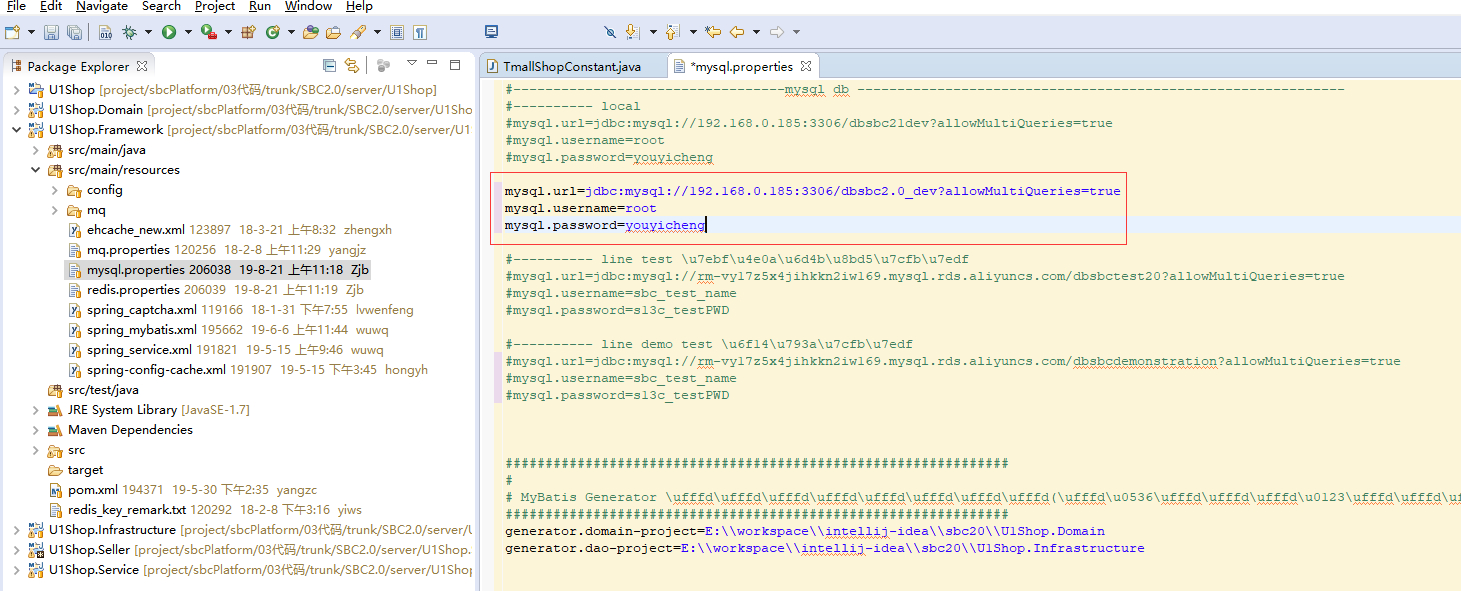 File Edit Navigate Search Project Run Window Help
Package Explorer
U1Shop [project/sbcPlatform/03代码/trunk/SBC2.0/server/U1Shop]
U1Shop.Domain [project/sbcPlatform/03代码/trunk/SBC2.0/server/U1Sho
U1Shop.Framework [project/sbcPlatform/03代码/trunk/SBC2.0/server/U1
src/main/java
src/main/resources
config
mq
ehcache_new.xml 123897 18-3-21 上午8:32 zhengxh
mq.properties 120256 18-2-8 上午11:29 yangjz
mysql.properties 206038 19-8-21 上午11:18 Zjb
redis.properties 206039 19-8-21 上午11:19 Zjb
spring_captcha.xml 119166 18-1-31 下午7:55 lvwenfeng
spring_mybatis.xml 195662 19-6-6 上午11:44 wuwq
spring_service.xml 191821 19-5-15 上午9:46 wuwq
spring-config-cache.xml 191907 19-5-15 下午3:45 hongyh
src/test/java
JRE System Library [JavaSE-1.7]
Maven Dependencies
src
target
pom.xml 194371 19-5-30 下午2:35 yangzc
redis_key_remark.txt 120292 18-2-8 下午3:16 yiws
U1Shop.Infrastructure [project/sbcPlatform/03代码/trunk/SBC2.0/server/U
U1Shop.Seller [project/sbcPlatform/03代码/trunk/SBC2.0/server/U1Shop.
U1Shop.Service [project/sbcPlatform/03代码/trunk/SBC2.0/server/U1Shop
TmallShopConstant.java *mysql.properties
#----------------------------------mysql db -------------------------------------------------------------
#---------- local
#mysql.url=jdbc:mysql://192.168.0.185:3306/dbsbc21dev?allowMultiQueries=true
#mysql.username=root
#mysql.password=youyicheng
mysql.url=jdbc:mysql://192.168.0.185:3306/dbsbc2.0_dev?allowMultiQueries=true
mysql.username=root
mysql.password=youyicheng
#---------- line test \u7ebf\u4e0a\u6d4b\u8bd5\u7cfb\u7edf
#mysql.url=jdbc:mysql://rm-vy17z5x4jihkkn2iw169.mysql.rds.aliyuncs.com/dbsbctest20?allowMultiQueries=true
#mysql.username=sbc_test_name
#mysql.password=s13c_testPWD
#---------- line demo test \u6f14\u793a\u7cfb\u7edf
#mysql.url=jdbc:mysql://rm-vy17z5x4jihkkn2iw169.mysql.rds.aliyuncs.com/dbsbcdemonstration?allowMultiQueries=true
#mysql.username=sbc_test_name
#mysql.password=s13c_testPWD
###############################################################
#
# MyBatis Generator \ufffd\ufffd\ufffd\ufffd\ufffd\ufffd\ufffd\ufffd(\ufffd\u0536\ufffd\ufffd\ufffd\u0123\ufffd\ufffd\uf
###############################################################
generator.domain-project=E:\\workspace\\intellij-idea\\sbc20\\U1Shop.Domain
generator.dao-project=E:\\workspace\\intellij-idea\\sbc20\\U1Shop.Infrastructure